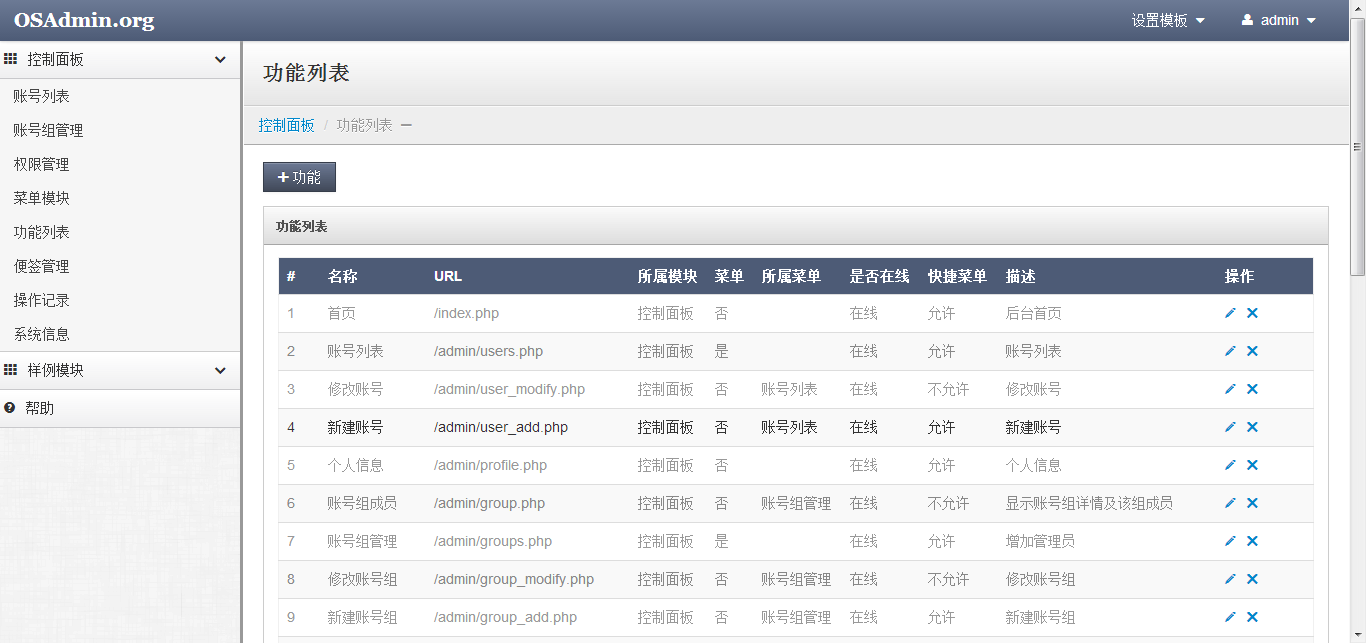 OSAdmin.org 设置模板 admin
控制面板
账号列表
账号组管理
权限管理
菜单模块
功能列表
便签管理
操作记录
系统信息
样例模块
帮助
功能列表
控制面板 / 功能列表
+ 功能
功能列表
# 名称 URL 所属模块 菜单 所属菜单 是否在线 快捷菜单 描述 操作
1 首页 /index.php 控制面板 否 在线 允许 后台首页
2 账号列表 /admin/users.php 控制面板 是 在线 允许 账号列表
3 修改账号 /admin/user_modify.php 控制面板 否 账号列表 在线 不允许 修改账号
4 新建账号 /admin/user_add.php 控制面板 否 账号列表 在线 允许 新建账号
5 个人信息 /admin/profile.php 控制面板 否 在线 允许 个人信息
6 账号组成员 /admin/group.php 控制面板 否 账号组管理 在线 不允许 显示账号组详情及该组成员
7 账号组管理 /admin/groups.php 控制面板 是 在线 允许 增加管理员
8 修改账号组 /admin/group_modify.php 控制面板 否 账号组管理 在线 不允许 修改账号组
9 新建账号组 /admin/group_add.php 控制面板 否 账号组管理 在线 允许 新建账号组